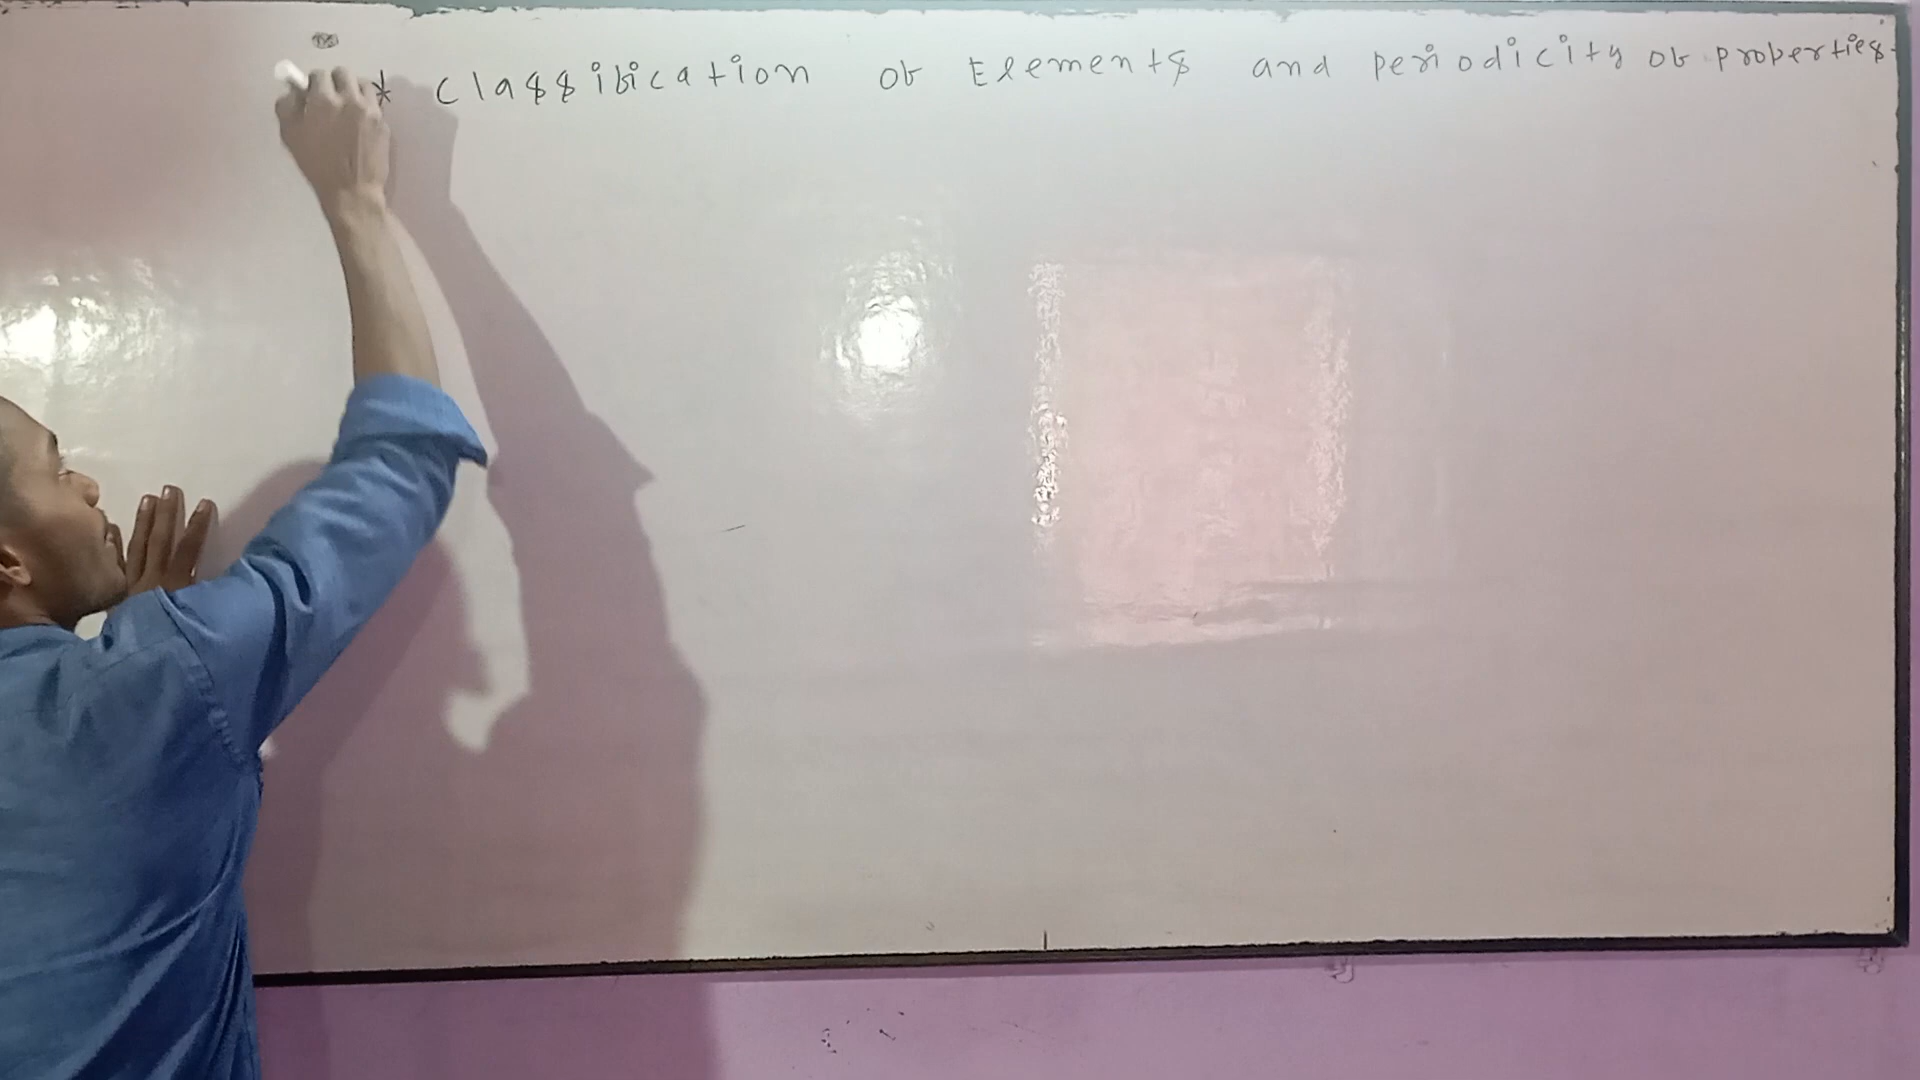 * Classification of Elements and periodicity of properties.